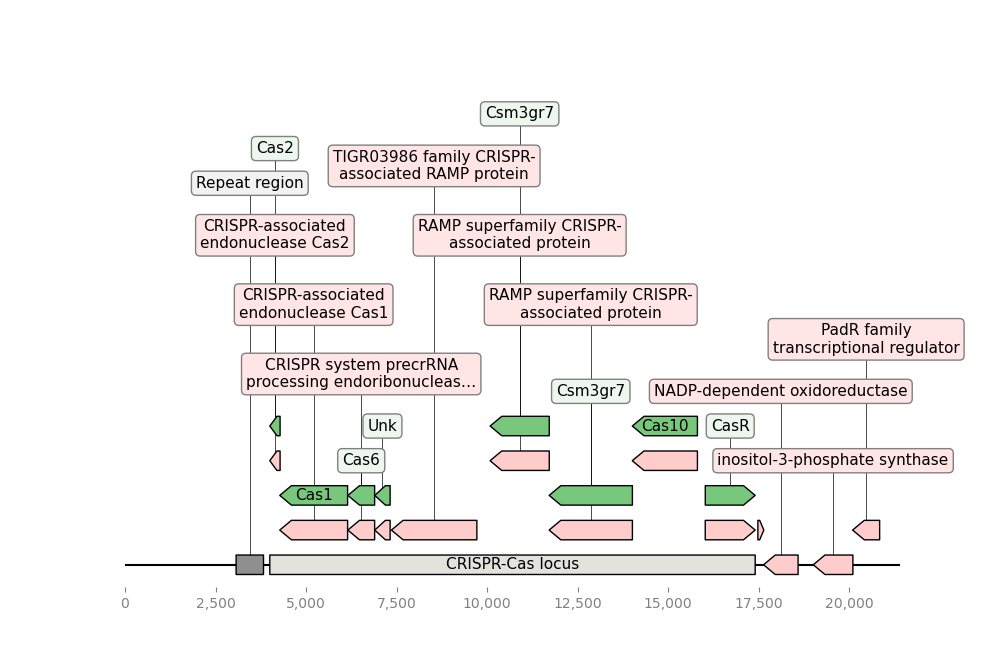 Csm3gr7
Cas2
TIGR03986 family CRISPR-
associated RAMP protein
Repeat region
CRISPR-associated
endonuclease Cas2
RAMP superfamily CRISPR-
associated protein
CRISPR-associated
endonuclease Cas1
RAMP superfamily CRISPR-
associated protein
PadR family
transcriptional regulator
CRISPR system precrRNA
processing endoribonucleas…
Csm3gr7
NADP-dependent oxidoreductase
Unk
Cas10
CasR
Cas6
inositol-3-phosphate synthase
Cas1
CRISPR-Cas locus
0 2,500 5,000 7,500 10,000 12,500 15,000 17,500 20,000